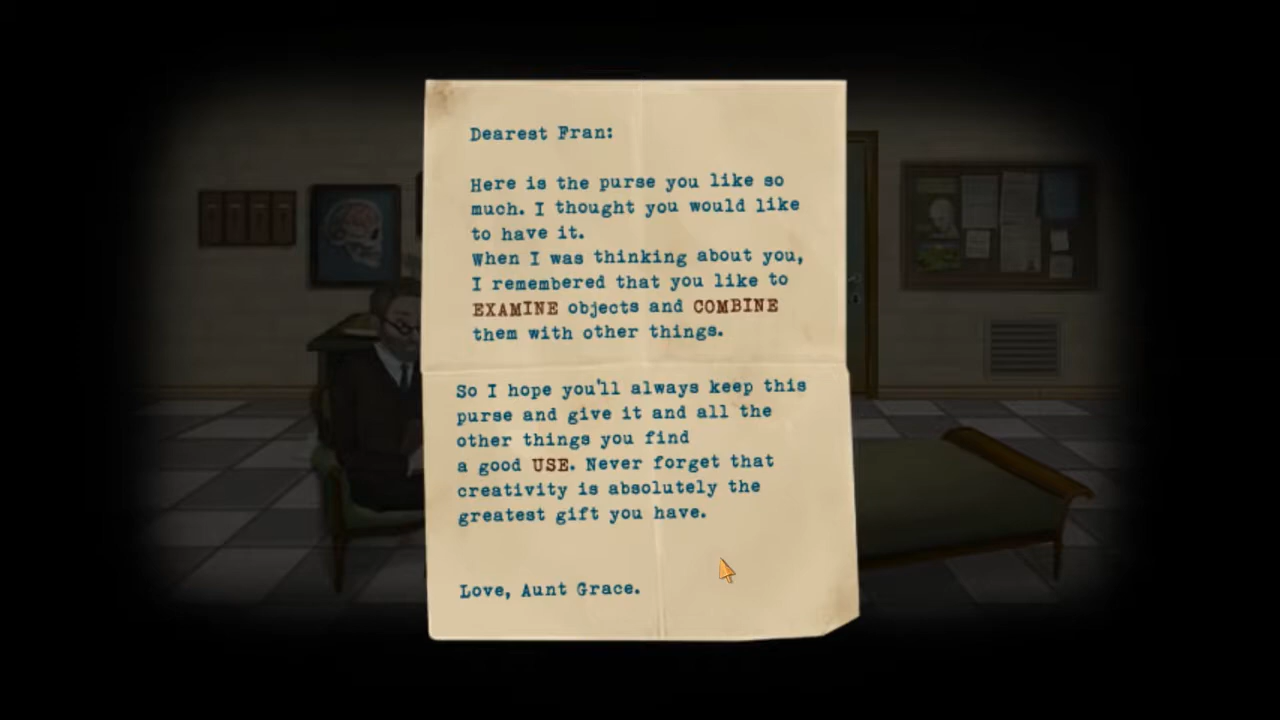 Dearest Fran:
Here is the purse you like so
much. I thought you would like
to have it.
When I was thinking about you,
I remembered that you like to
EXAMINE objects and COMBINE
them with other things.
So I hope you'll always keep this
purse and give it and all the
other things you find
a good USE. Never forget that
creativity is absolutely the
greatest gift you have.
Love, Aunt Grace.